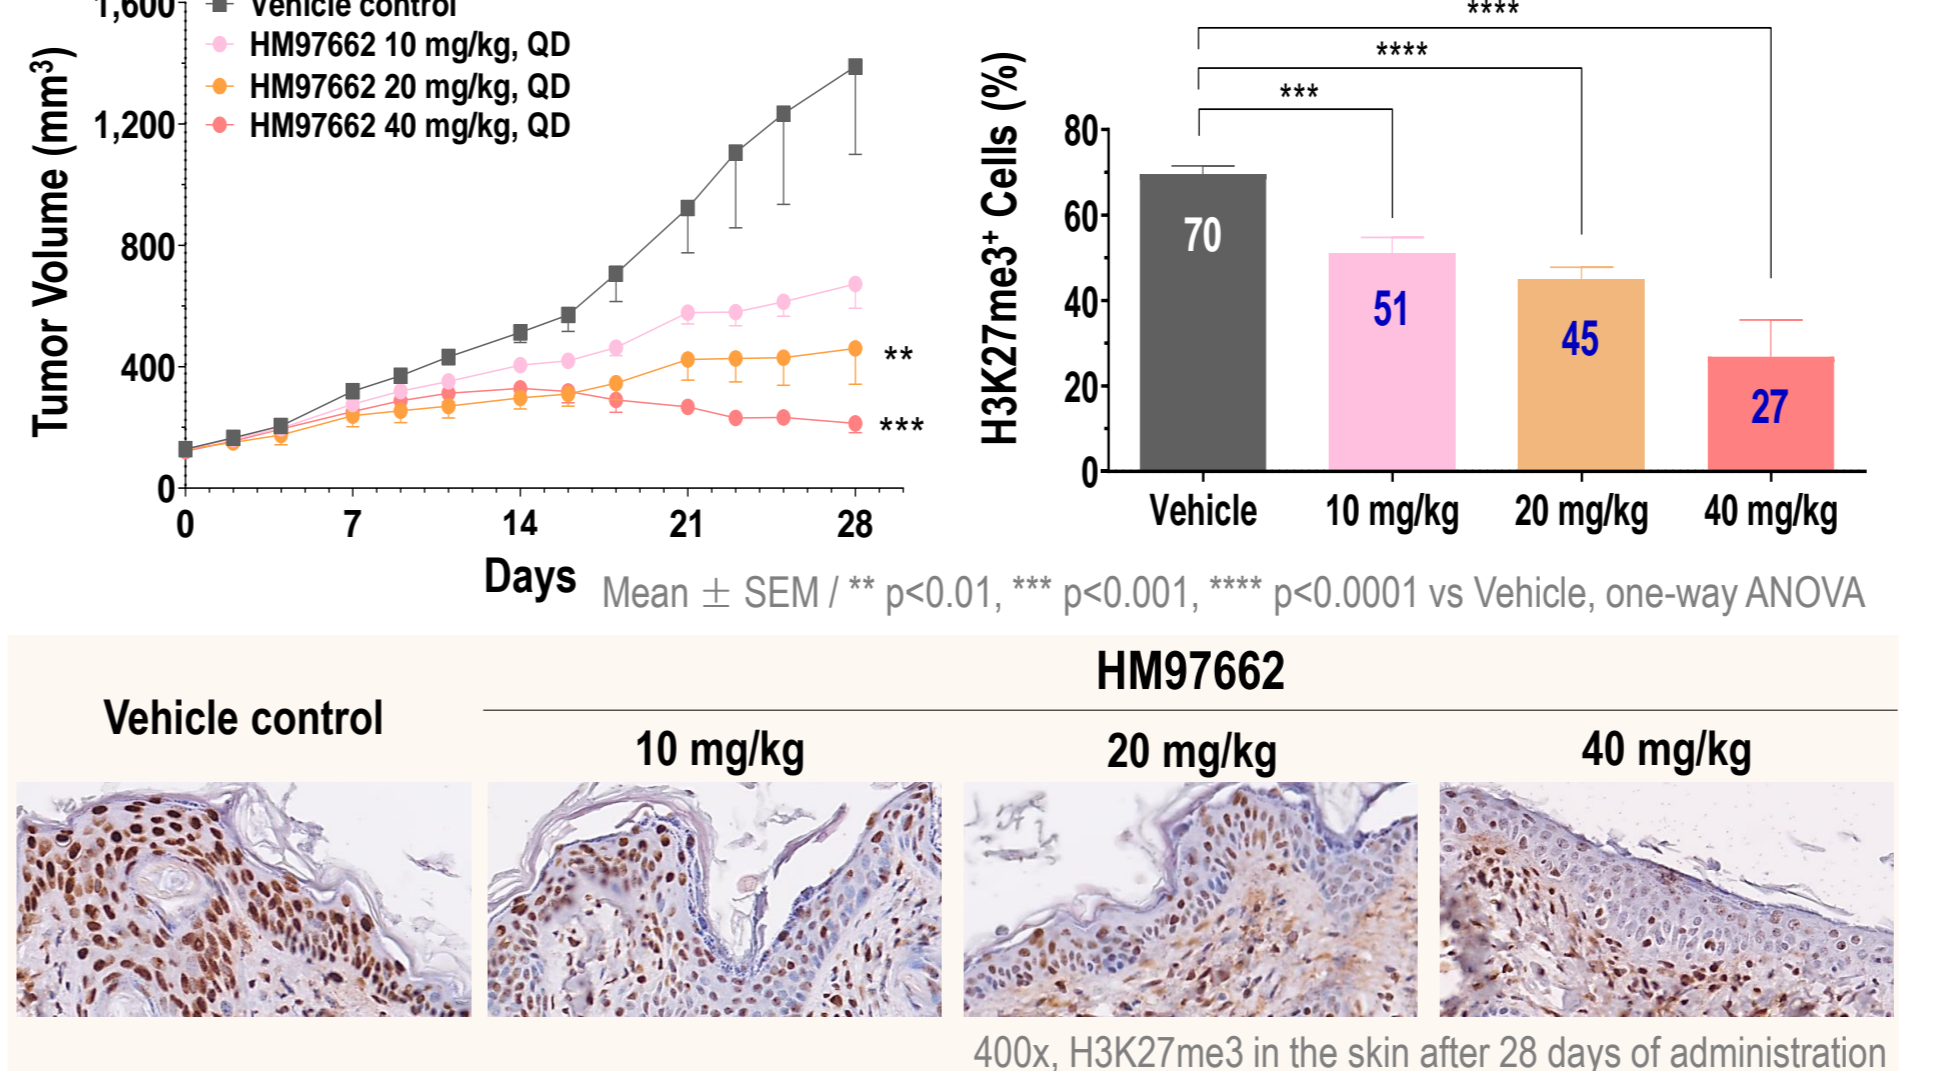 1,600
Vehicle control
HM97662 10 mg/kg, QD
HM97662 20 mg/kg, QD
HM97662 40 mg/kg, QD
Tumor Volume (mm³)
1,200
800
400
0
**
***
0 7 14 21 28
Days
****
****
***
H3K27me3⁺ Cells (%)
80
60
40
20
0
70
51
45
27
Vehicle 10 mg/kg 20 mg/kg 40 mg/kg
Mean ± SEM / ** p<0.01, *** p<0.001, **** p<0.0001 vs Vehicle, one-way ANOVA
HM97662
Vehicle control
10 mg/kg 20 mg/kg 40 mg/kg
400x, H3K27me3 in the skin after 28 days of administration